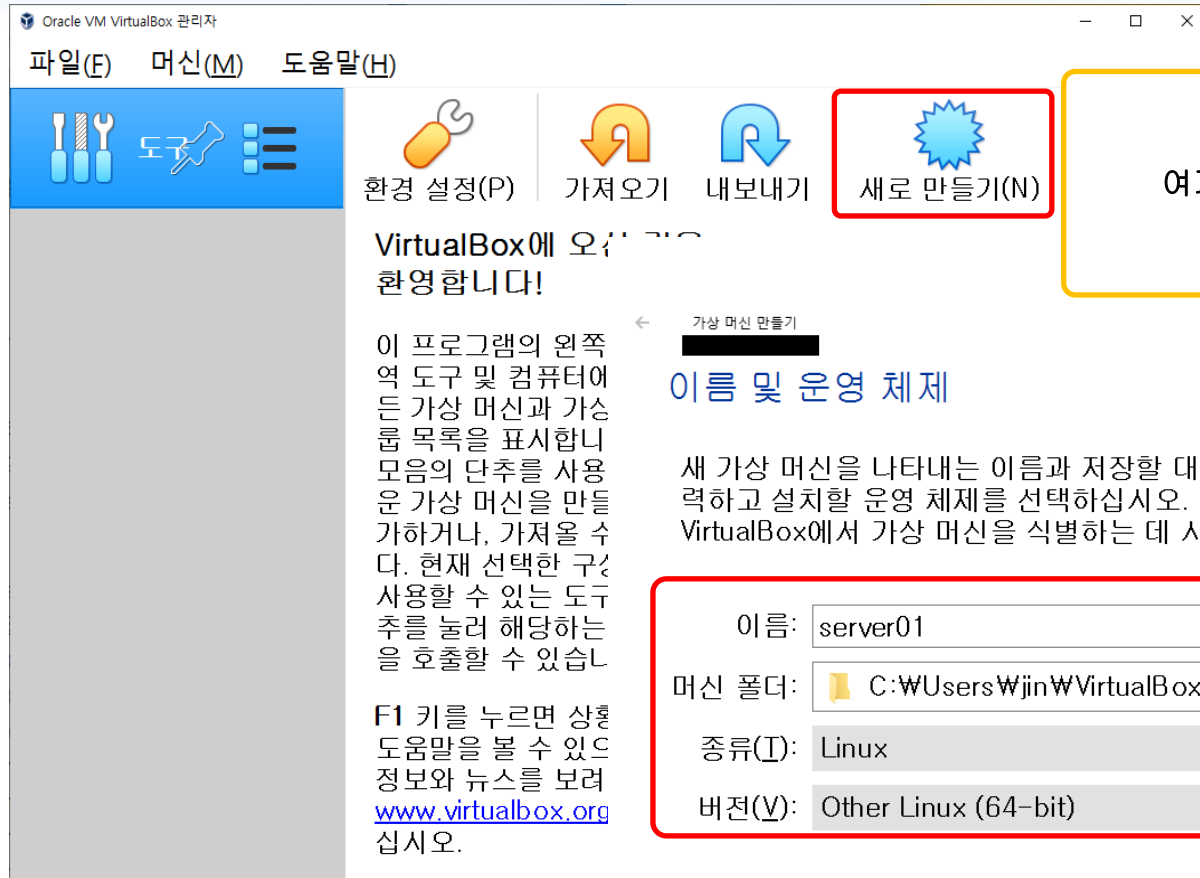 Oracle VM VirtualBox 관리자
파일(F) 머신(M) 도움말(H)
도구
환경 설정(P) 가져오기 내보내기 새로 만들기(N)
VirtualBox에
환영합니다!
이 프로그램의 왼쪽
역 도구 및 컴퓨터에
든 가상 머신과 가상
룹 목록을 표시합니
모음의 단추를 사용
운 가상 머신을 만들
가하거나, 가져올 수
다. 현재 선택한 구성
사용할 수 있는 도구
추를 눌러 해당하는
을 호출할 수 있습니
F1 키를 누르면 상황
도움말을 볼 수 있으
정보와 뉴스를 보려
www.virtualbox.org
십시오.
가상 머신 만들기
이름 및 운영 체제
새 가상 머신을 나타내는 이름과 저장할 대
력하고 설치할 운영 체제를 선택하십시오.
VirtualBox에서 가상 머신을 식별하는 데
이름: server01
머신 폴더: C:₩Users₩jin₩VirtualBox
종류(T): Linux
버전(V): Other Linux (64-bit)